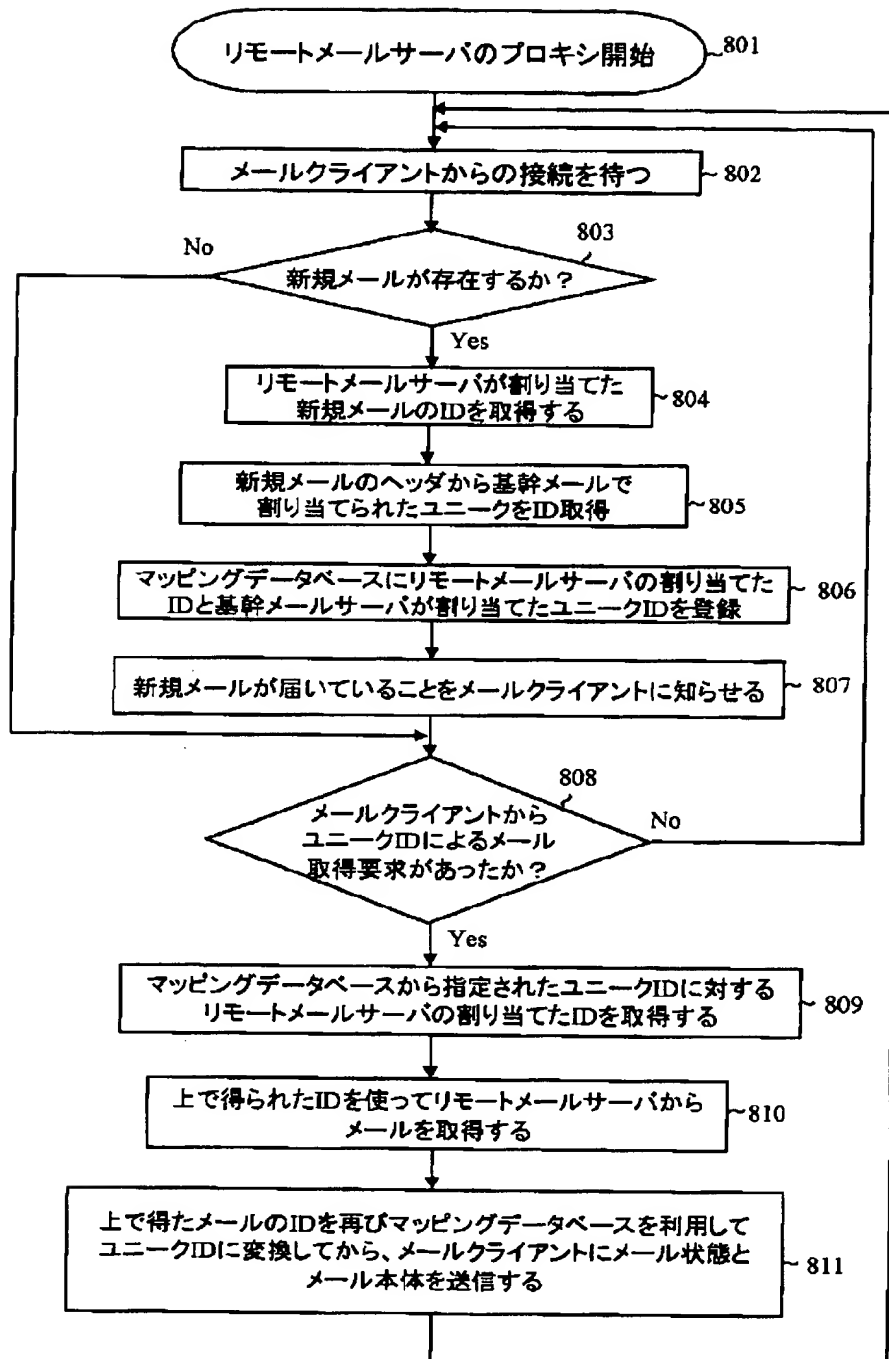 リモートメールサーバのプロキシ開始
801
メールクライアントからの接続を待つ
802
803
No
新規メールが存在するか？
Yes
リモートメールサーバが割り当てた
新規メールのIDを取得する
804
新規メールのヘッダから基幹メールで
割り当てられたユニークをID取得
805
マッピングデータベースにリモートメールサーバの割り当てた
IDと基幹メールサーバが割り当てたユニークIDを登録
806
新規メールが届いていることをメールクライアントに知らせる
807
808
メールクライアントから
ユニークIDによるメール
取得要求があったか？
No
Yes
マッピングデータベースから指定されたユニークIDに対する
リモートメールサーバの割り当てたIDを取得する
809
上で得られたIDを使ってリモートメールサーバから
メールを取得する
810
上で得たメールのIDを再びマッピングデータベースを利用して
ユニークIDに変換してから、メールクライアントにメール状態と
メール本体を送信する
811